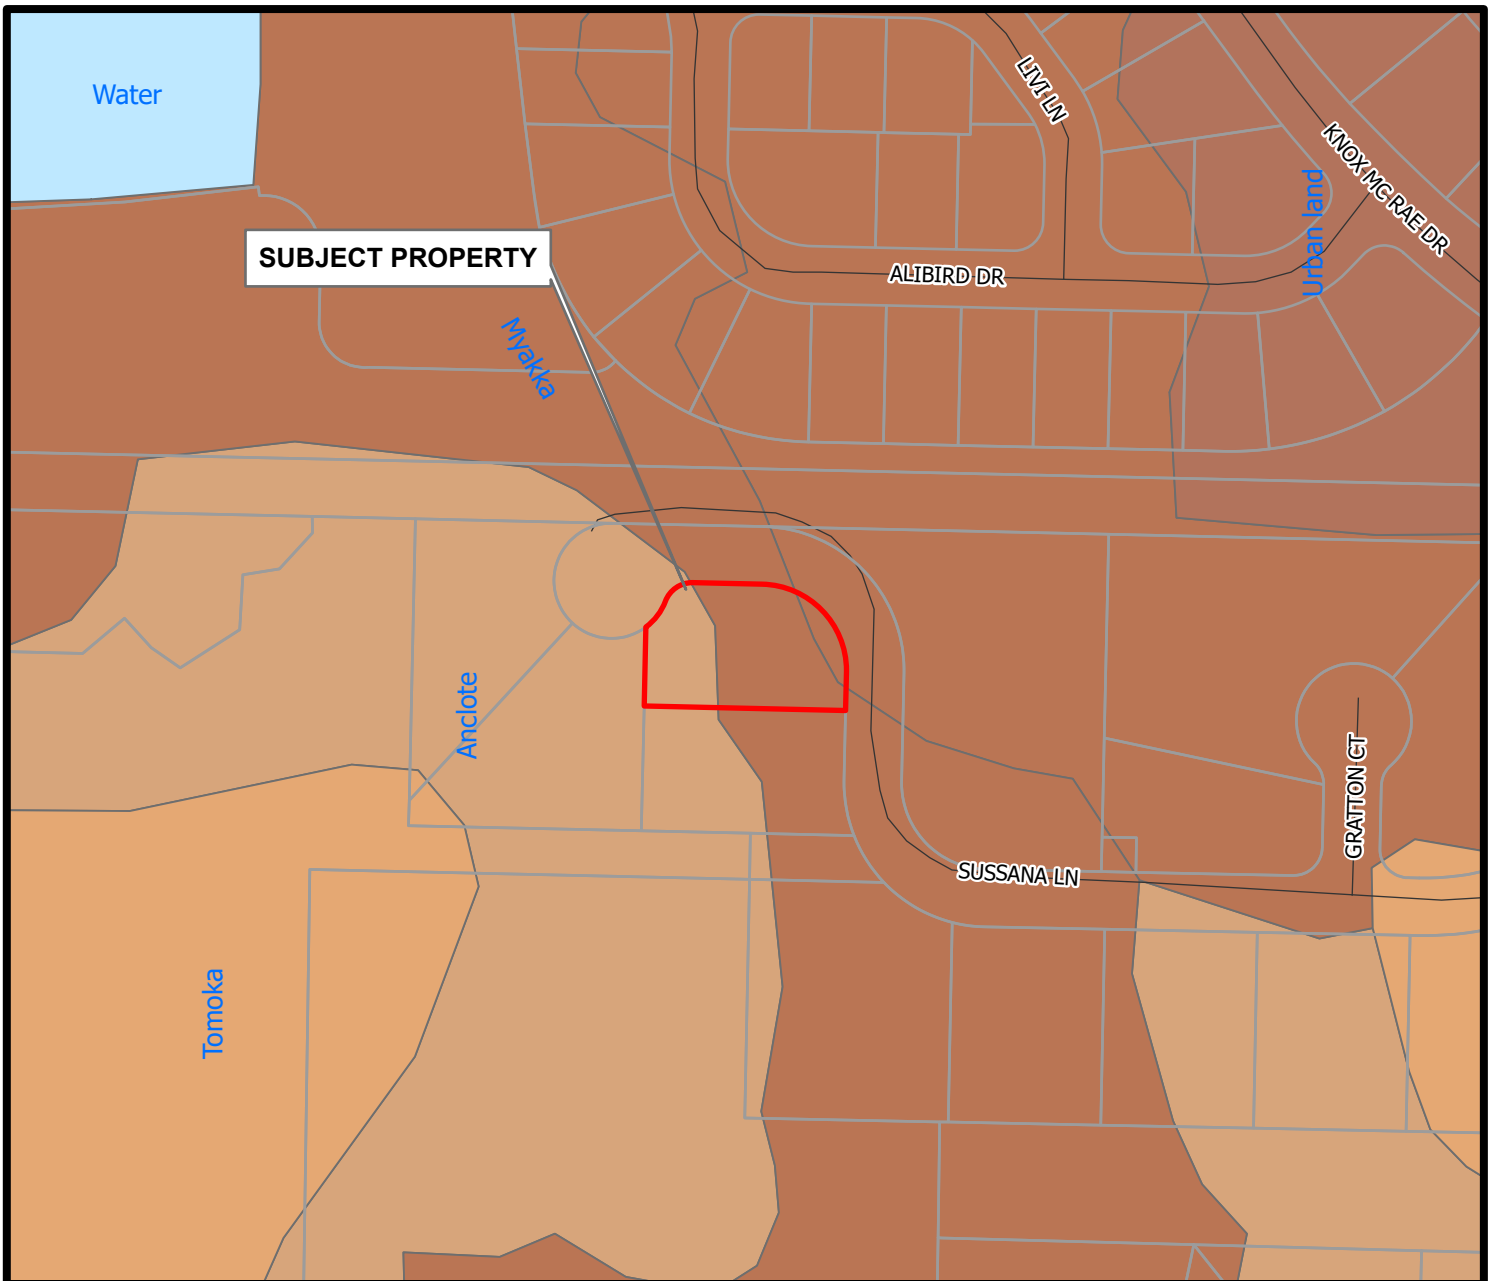 Water
LIVI LN
KNOX MC RAE DR
Urban land
SUBJECT PROPERTY
ALIBIRD DR
Myakka
Anclote
GRATTON CT
SUSSANA LN
Tomoka